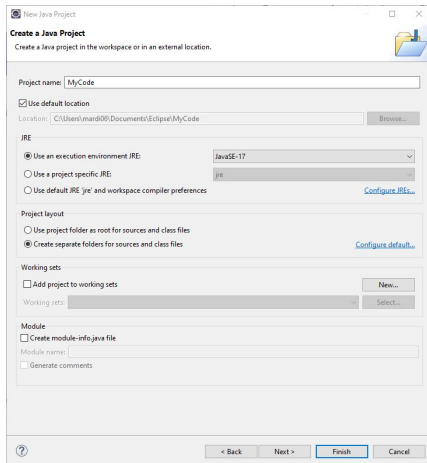 New Java Project
Create a Java Project
Create a Java project in the workspace or in an external location.
Project name: MyCode
Use default location
Location: C:\Users\mardi06\Documents\Eclipse\MyCode Browse...
JRE
Use an execution environment JRE: JavaSE-17
Use a project specific JRE: jre
Use default JRE 'jre' and workspace compiler preferences Configure JREs...
Project layout
Use project folder as root for sources and class files
Create separate folders for sources and class files Configure default...
Working sets
Add project to working sets New...
Working sets: Select...
Module
Create module-info.java file
Module name:
Generate comments
? < Back Next > Finish Cancel